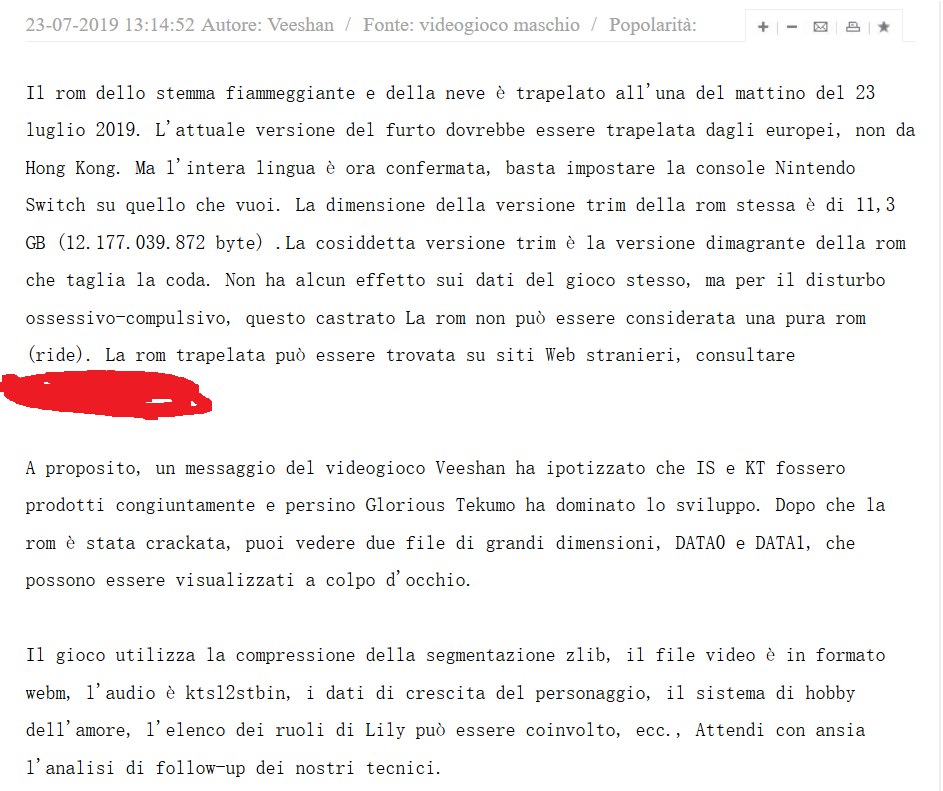 23-07-2019 13:14:52 Autore: Veeshan / Fonte: videogioco maschio / Popolarità:
Il rom dello stemma fiammeggiante e della neve è trapelato all'una del mattino del 23
luglio 2019. L'attuale versione del furto dovrebbe essere trapelata dagli europei, non da
Hong Kong. Ma l'intera lingua è ora confermata, basta impostare la console Nintendo
Switch su quello che vuoi. La dimensione della versione trim della rom stessa è di 11,3
GB (12.177.039.872 byte) .La cosiddetta versione trim è la versione dimagrante della rom
che taglia la coda. Non ha alcun effetto sui dati del gioco stesso, ma per il disturbo
ossessivo-compulsivo, questo castrato La rom non può essere considerata una pura rom
(ride). La rom trapelata può essere trovata su siti Web stranieri, consultare
A proposito, un messaggio del videogioco Veeshan ha ipotizzato che IS e KT fossero
prodotti congiuntamente e persino Glorious Tekumo ha dominato lo sviluppo. Dopo che la
rom è stata crackata, puoi vedere due file di grandi dimensioni, DATA0 e DATA1, che
possono essere visualizzati a colpo d'occhio.
Il gioco utilizza la compressione della segmentazione zlib, il file video è in formato
webm, l'audio è ktsl2stbin, i dati di crescita del personaggio, il sistema di hobby
dell'amore, l'elenco dei ruoli di Lily può essere coinvolto, ecc., Attendi con ansia
l'analisi di follow-up dei nostri tecnici.